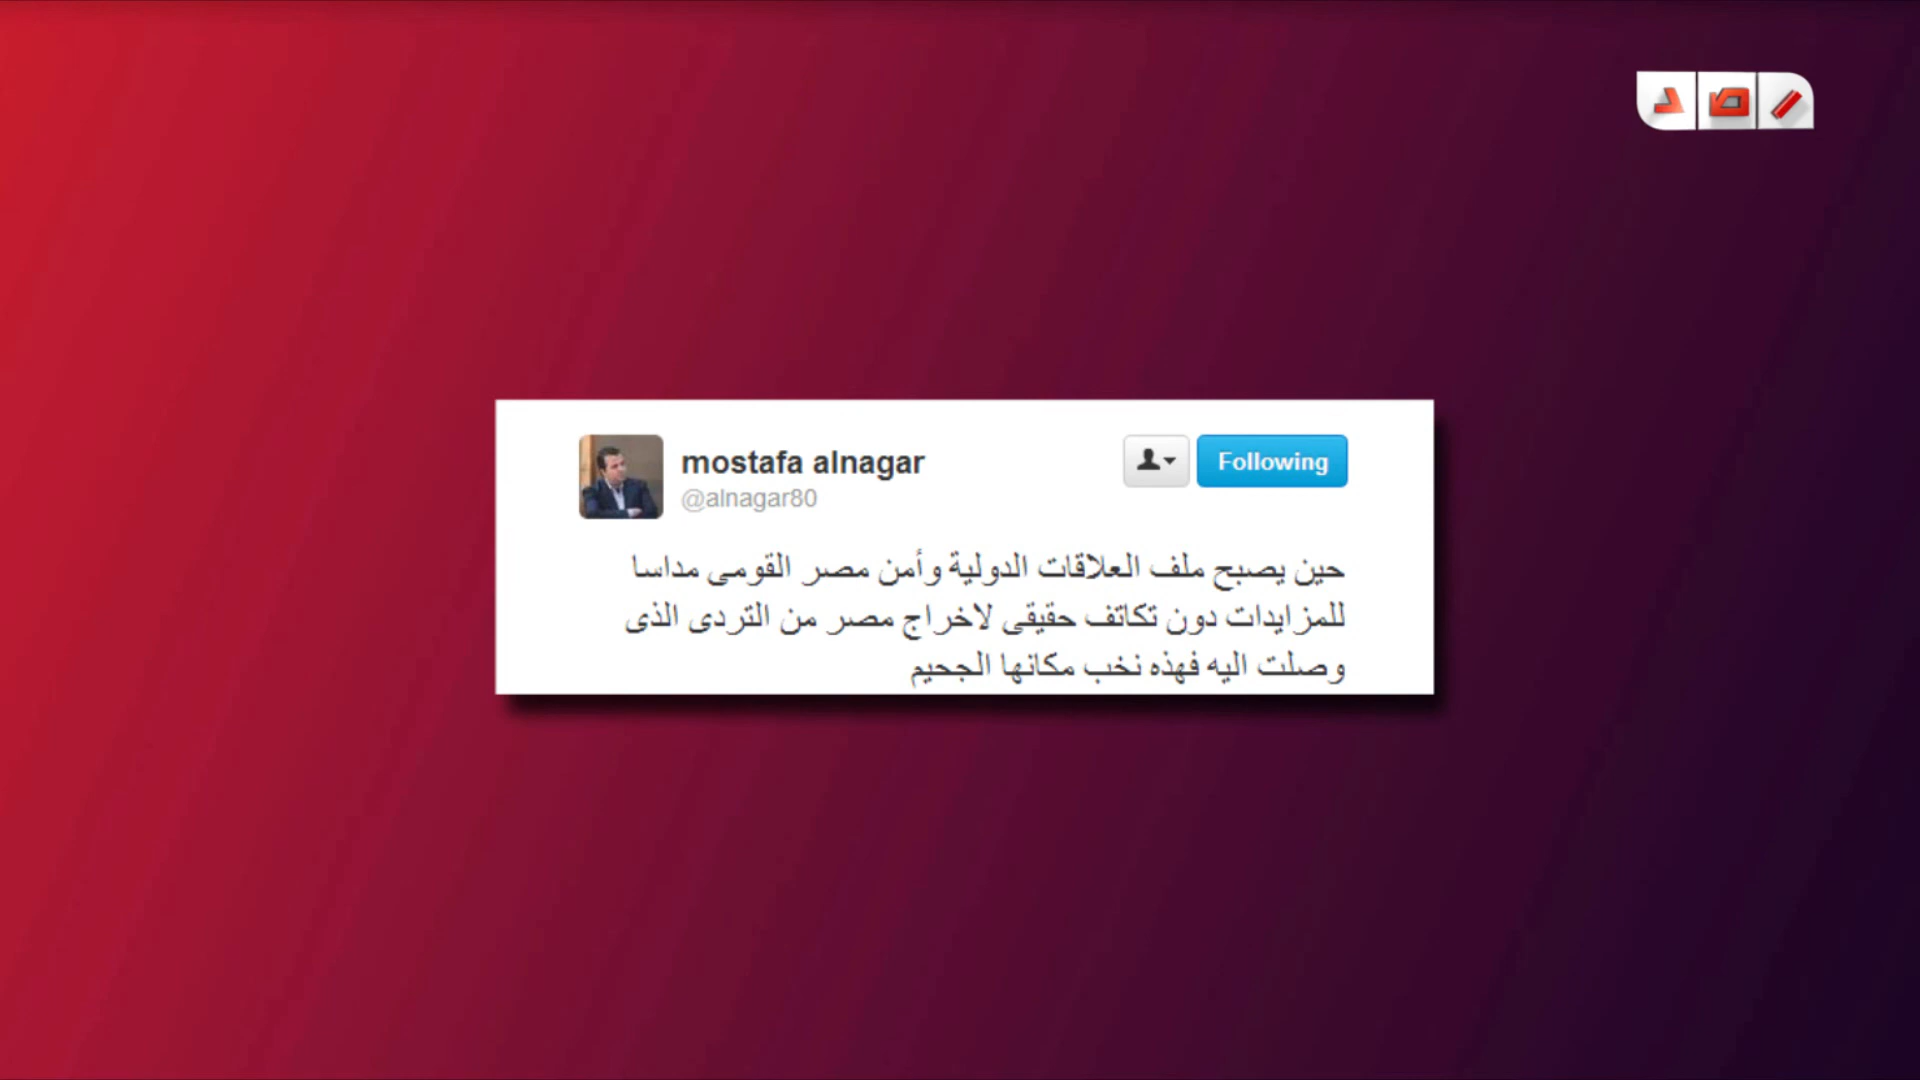 mostafa alnagar
Following
@alnagar80
حين يصبح ملف العلاقات الدولية وأمن مصر القومى مداسا
للمزايدات دون تكاتف حقيقى لاخراج مصر من التردى الذى
وصلت اليه فهذه نخب مكانها الجحيم